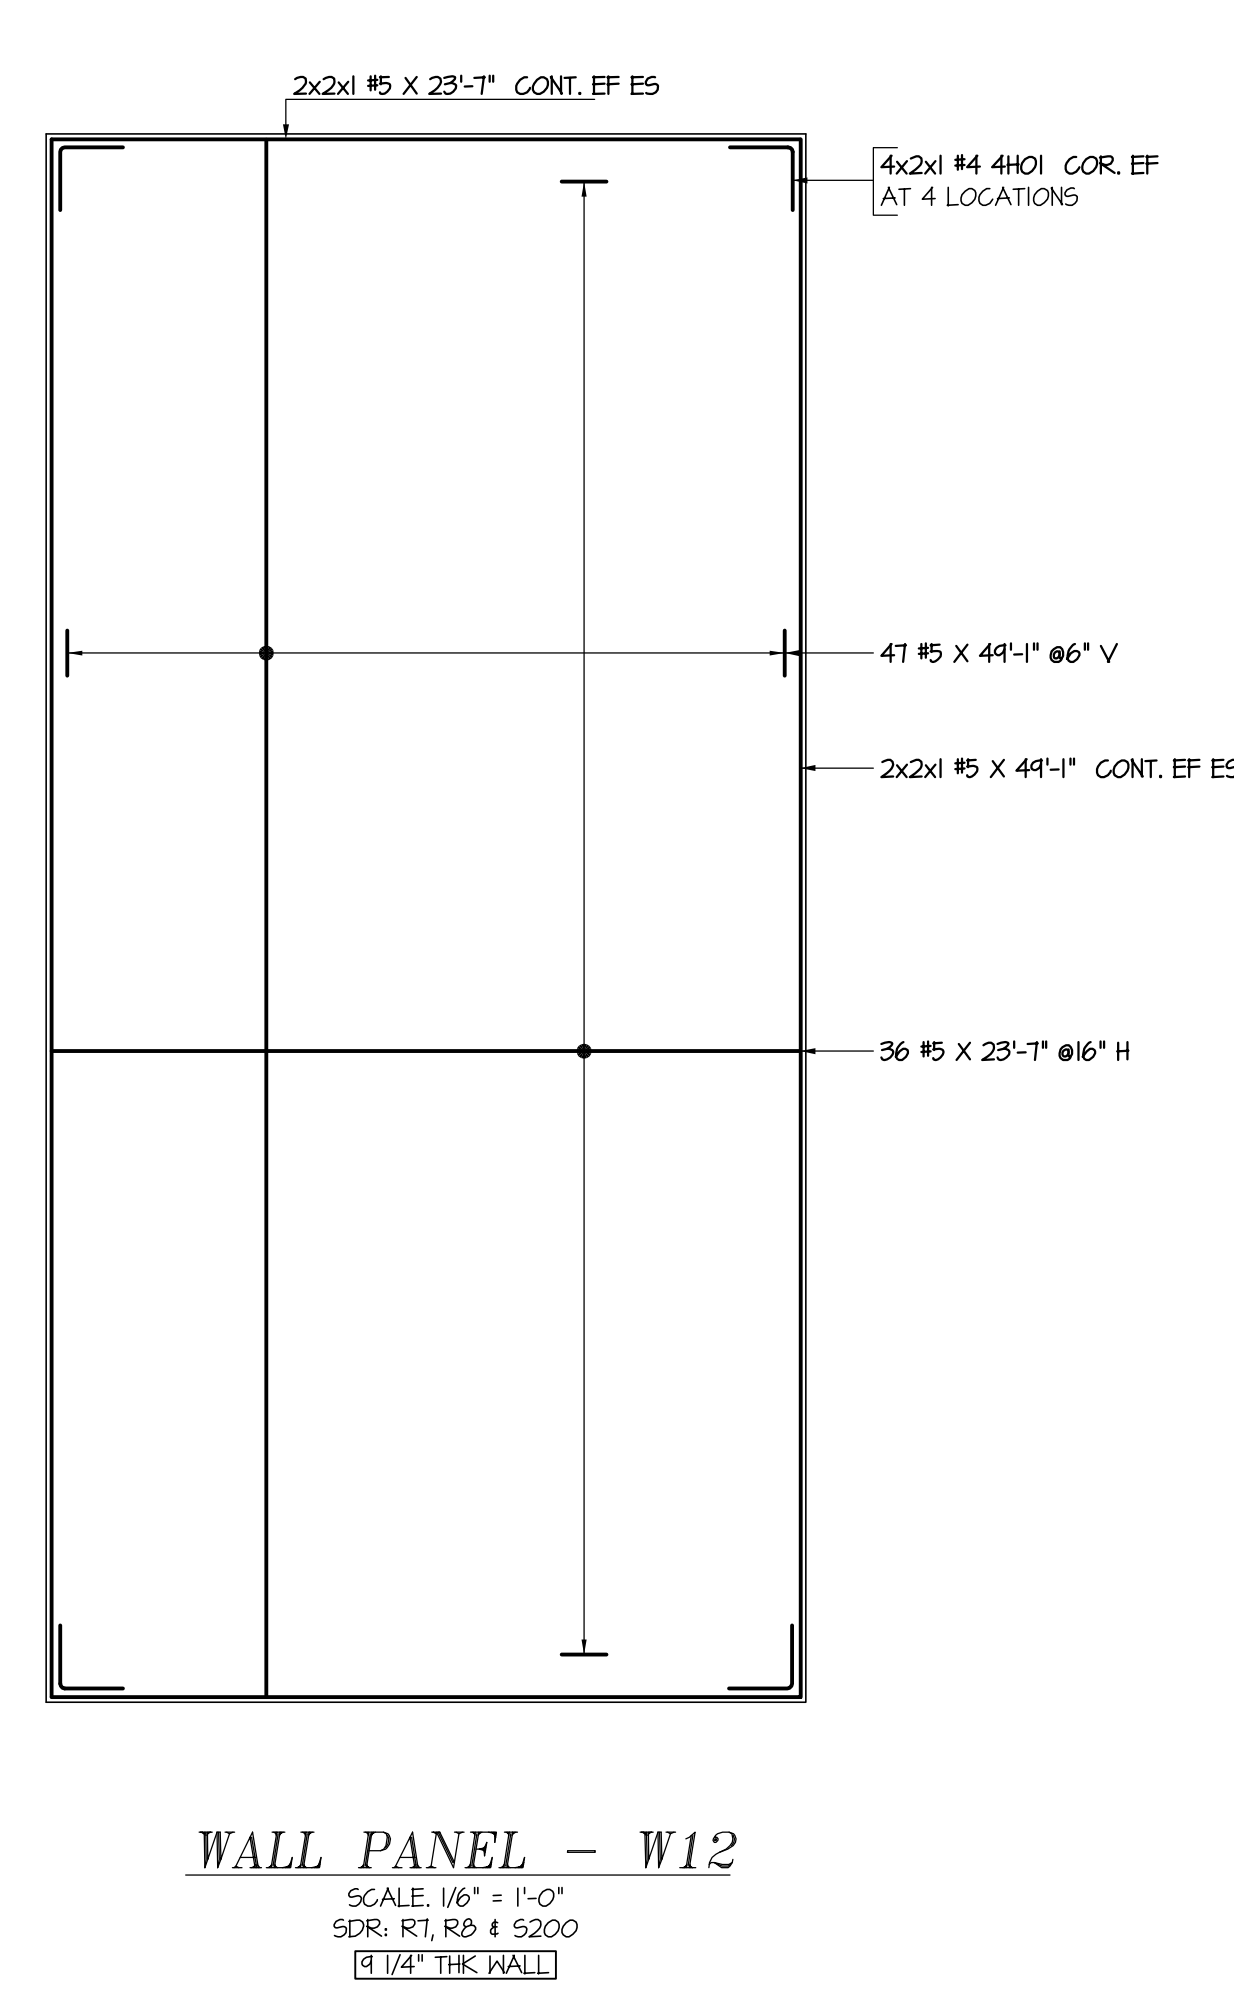 2x2x1 #5 X 23'-7" CONT. EF ES
4x2x1 #4 4H01 COR. EF
AT 4 LOCATIONS
47 #5 X 49'-1" @6" V
2x2x1 #5 X 49'-1" CONT. EF ES
36 #5 X 23'-7" @16" H
WALL PANEL - W12
SCALE. 1/6" = 1'-0"
SDR: R7, R8 & S200
9 1/4" THK WALL